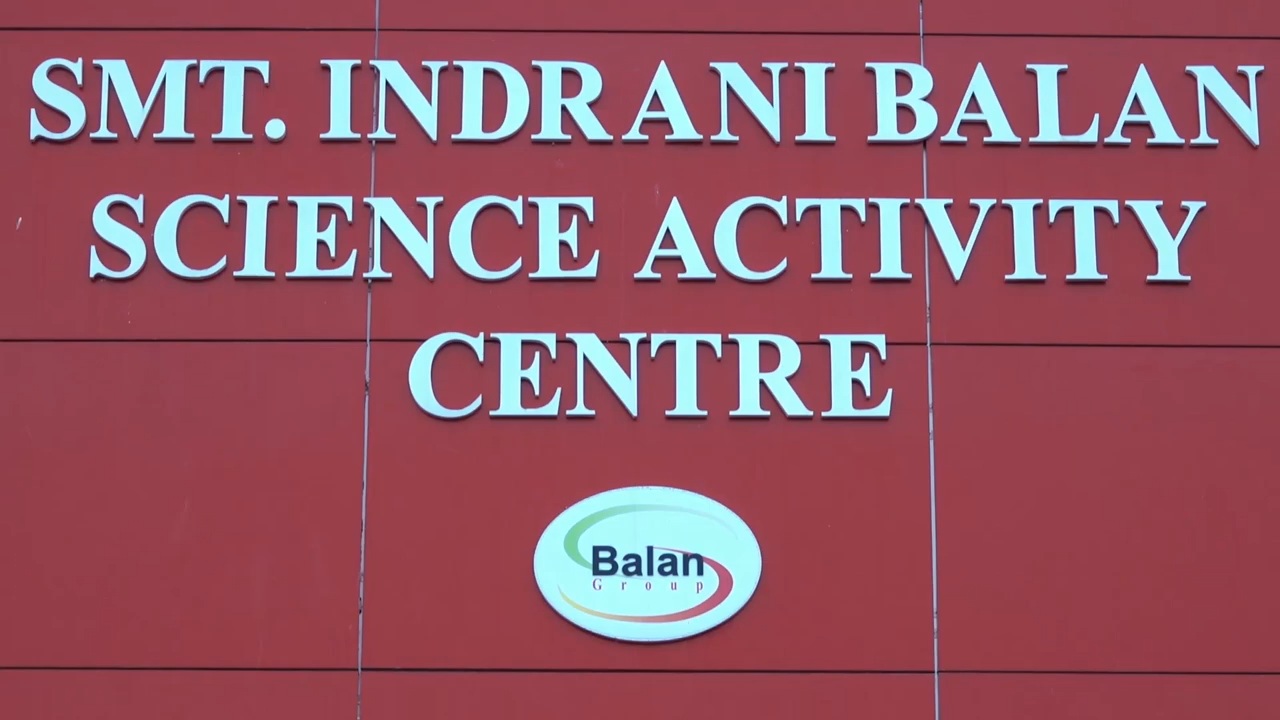 SMT. INDRANI BALAN
SCIENCE ACTIVITY
CENTRE
Balan
Group